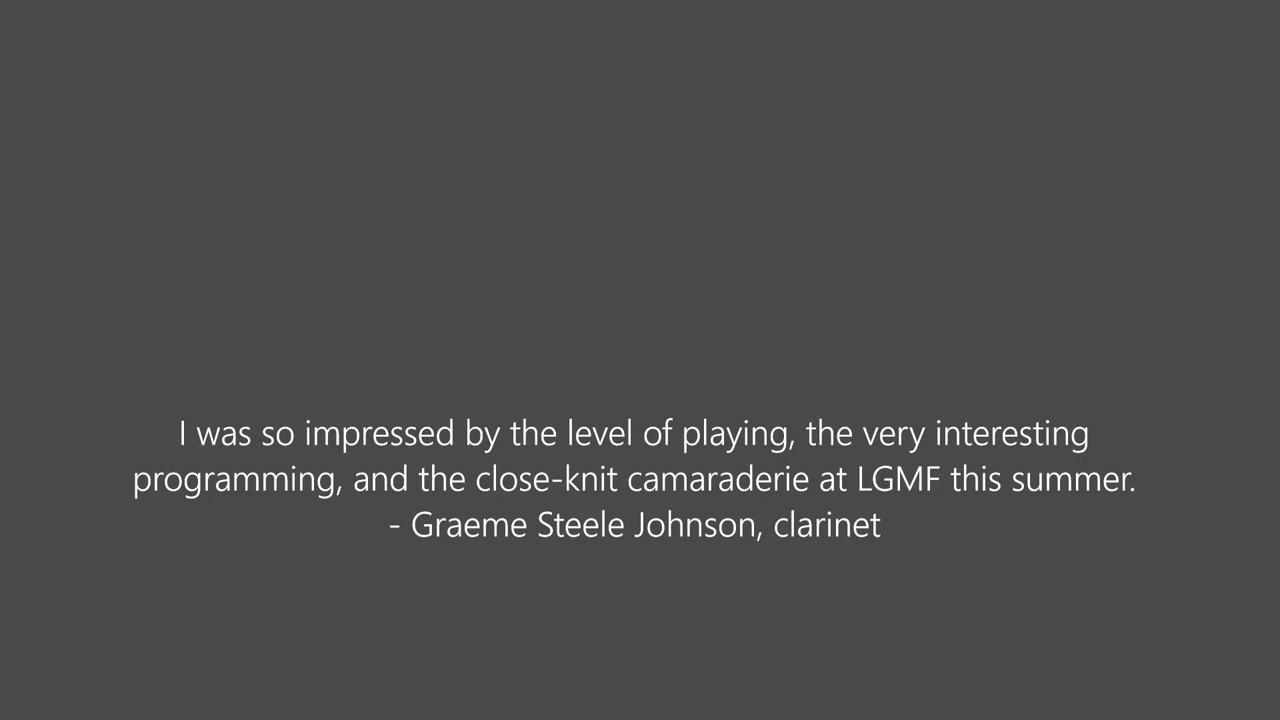 I was so impressed by the level of playing, the very interesting
programming, and the close-knit camaraderie at LGMF this summer.
- Graeme Steele Johnson, clarinet